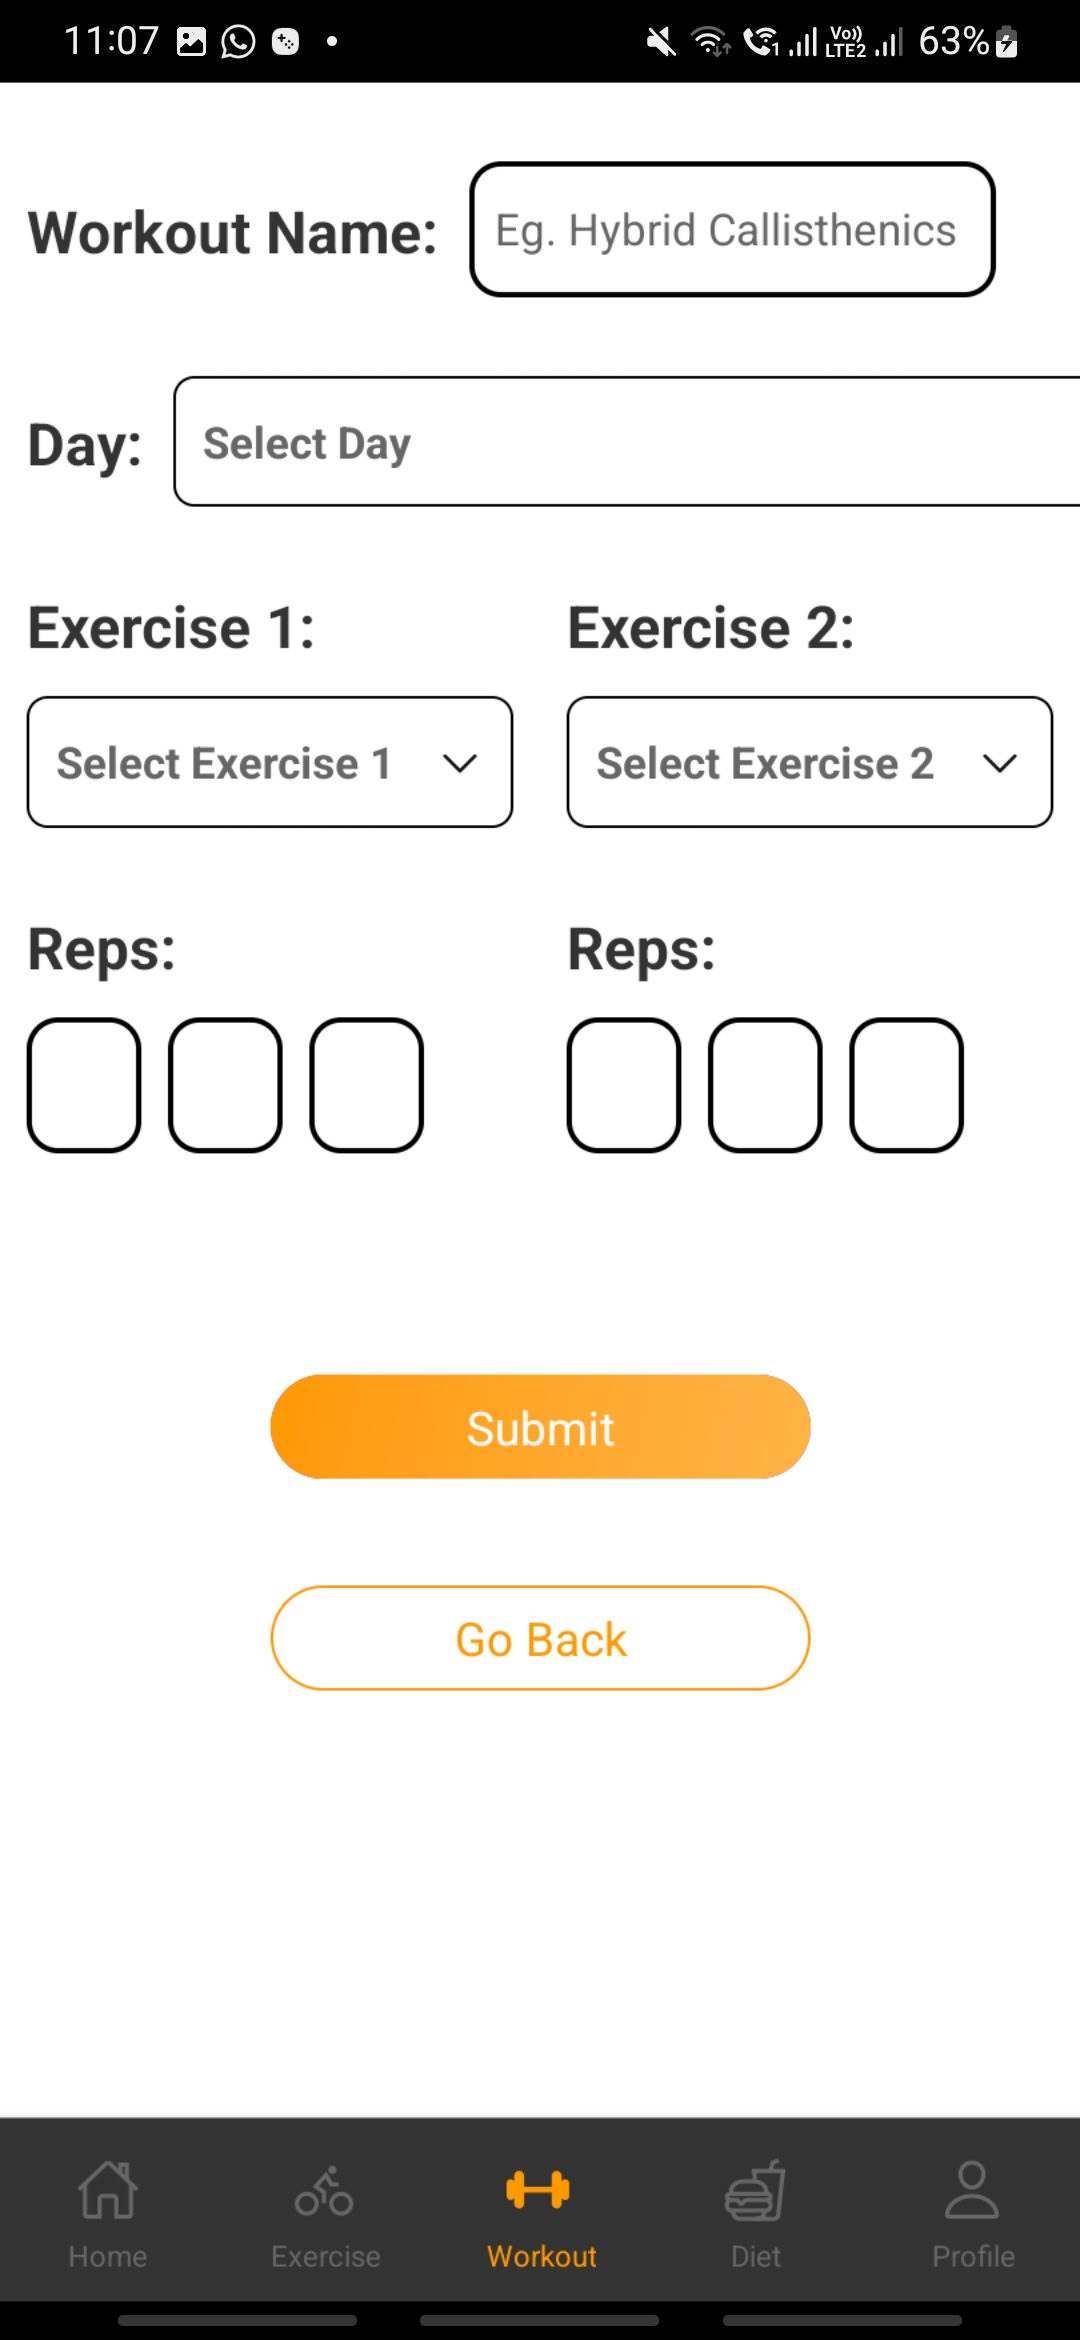 11:07 Vo)) LTE2 63%
Workout Name: Eg. Hybrid Callisthenics
Day: Select Day
Exercise 1: Exercise 2:
Select Exercise 1 Select Exercise 2
Reps: Reps:
Submit
Go Back
Home Exercise Workout Diet Profile